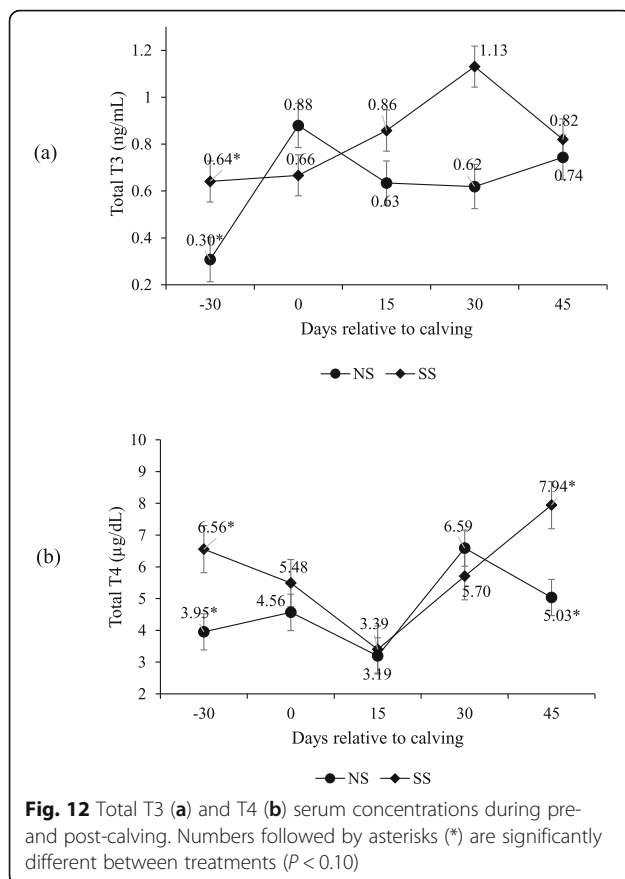 (a)
Total T3 (ng/mL)
1.2
1
0.8
0.6
0.4
0.2
0.64*
0.30*
0.88
0.66
0.86
0.63
1.13
0.62
0.82
0.74
-30 0 15 30 45
Days relative to calving
NS SS
(b)
Total T4 (µg/dL)
10
9
8
7
6
5
4
3
2
6.56*
3.95*
5.48
4.56
3.39
3.19
6.59
5.70
7.94*
5.03*
-30 0 15 30 45
Days relative to calving
NS SS
Fig. 12 Total T3 (a) and T4 (b) serum concentrations during pre-
and post-calving. Numbers followed by asterisks (*) are significantly
different between treatments (P < 0.10)